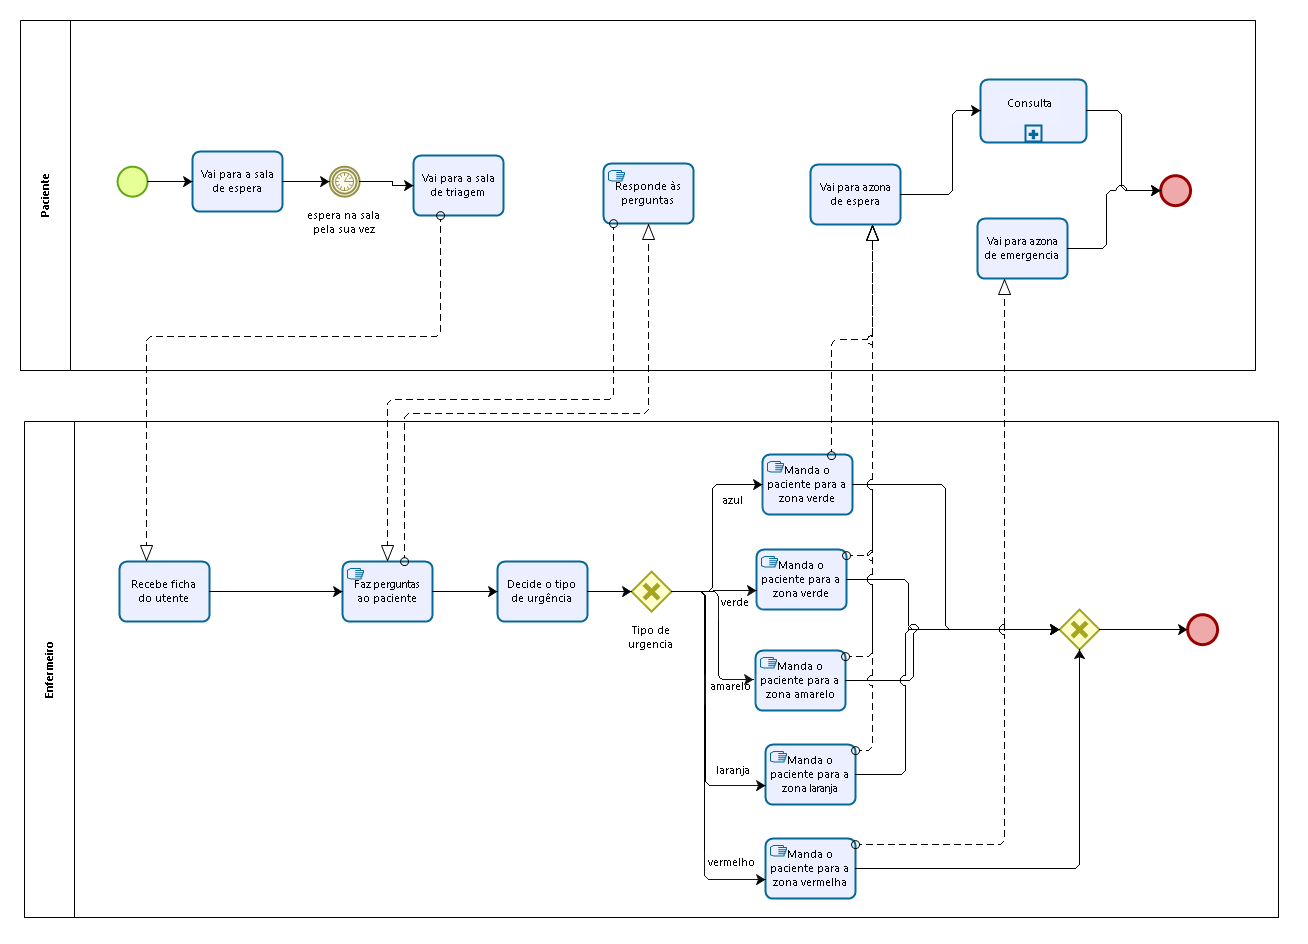 Paciente
Vai para a sala
de espera
espera na sala
pela sua vez
Vai para a sala
de triagem
Responde às
perguntas
Vai para azona
de espera
Consulta
Vai para azona
de emergencia
Enfermeiro
Recebe ficha
do utente
Faz perguntas
ao paciente
Decide o tipo
de urgência
Tipo de
urgencia
azul
Manda o
paciente para a
zona verde
verde
Manda o
paciente para a
zona verde
amarelo
Manda o
paciente para a
zona amarelo
laranja
Manda o
paciente para a
zona laranja
vermelho
Manda o
paciente para a
zona vermelha